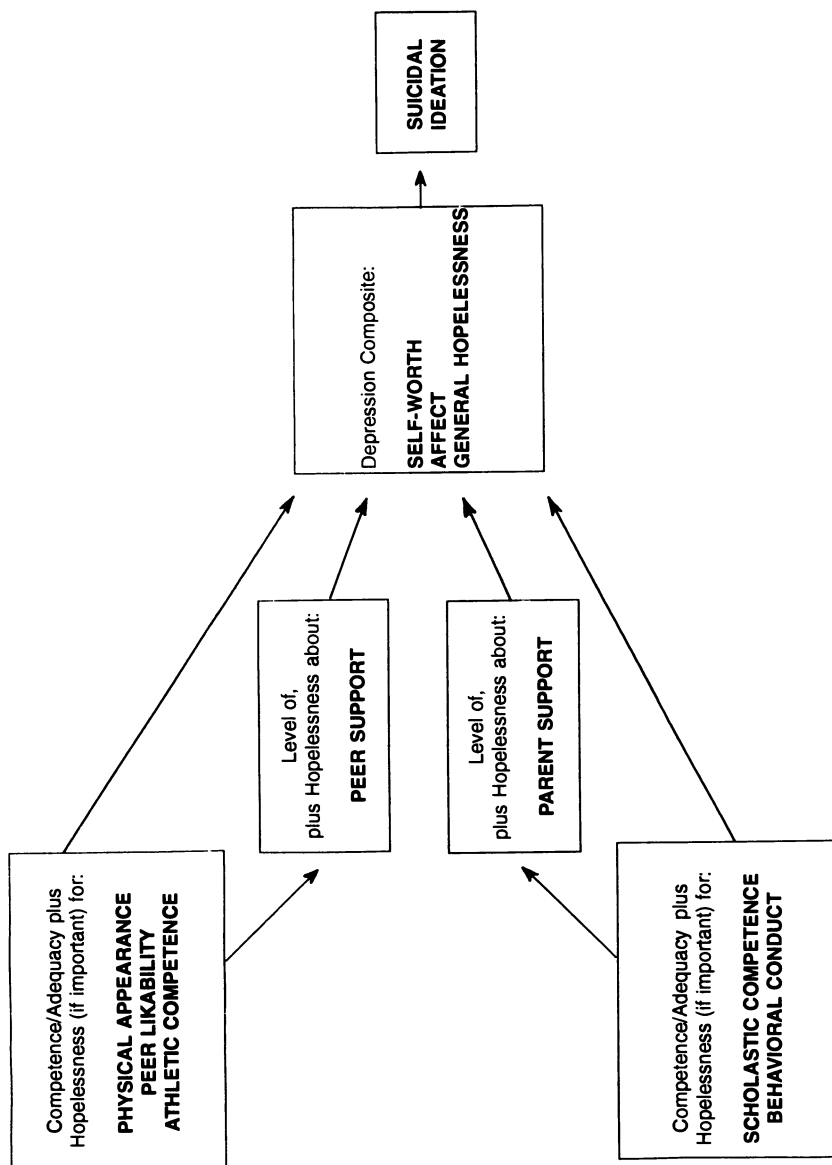 Competence/Adequacy plus
Hopelessness (if important) for:
PHYSICAL APPEARANCE
PEER LIKABILITY
ATHLETIC COMPETENCE
Level of,
plus Hopelessness about:
PEER SUPPORT
Level of,
plus Hopelessness about:
PARENT SUPPORT
Competence/Adequacy plus
Hopelessness (if important) for:
SCHOLASTIC COMPETENCE
BEHAVIORAL CONDUCT
Depression Composite:
SELF-WORTH
AFFECT
GENERAL HOPELESSNESS
SUICIDAL
IDEATION